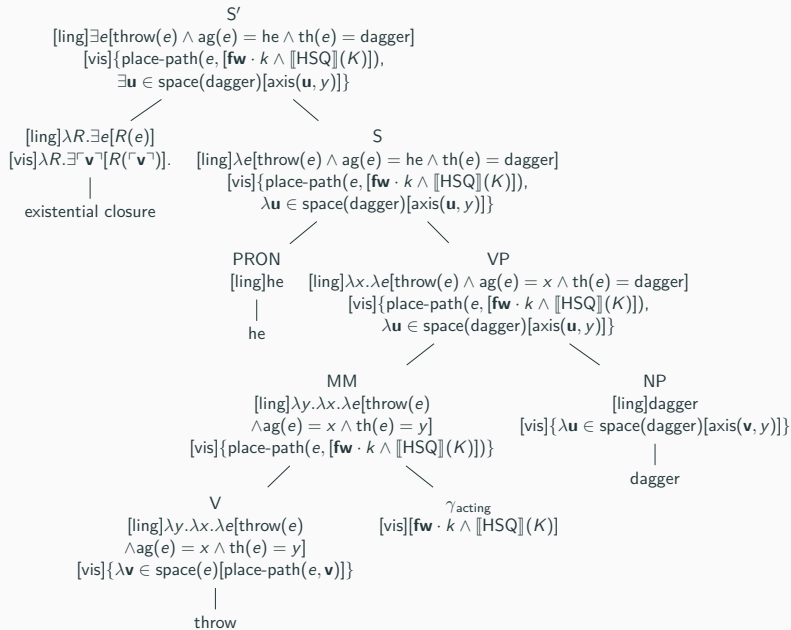 S′
[ling]∃e[throw(e) ∧ ag(e) = he ∧ th(e) = dagger]
[vis]{place-path(e, [fw · k ∧ ⟦HSQ⟧(K)]),
∃u ∈ space(dagger)[axis(u, y)]}
[ling]λR.∃e[R(e)]
[vis]λR.∃⌜v⌝[R(⌜v⌝)].
existential closure
S
[ling]λe[throw(e) ∧ ag(e) = he ∧ th(e) = dagger]
[vis]{place-path(e, [fw · k ∧ ⟦HSQ⟧(K)]),
λu ∈ space(dagger)[axis(u, y)]}
PRON
[ling]he
he
VP
[ling]λx.λe[throw(e) ∧ ag(e) = x ∧ th(e) = dagger]
[vis]{place-path(e, [fw · k ∧ ⟦HSQ⟧(K)]),
λu ∈ space(dagger)[axis(u, y)]}
MM
[ling]λy.λx.λe[throw(e)
∧ag(e) = x ∧ th(e) = y]
[vis]{place-path(e, [fw · k ∧ ⟦HSQ⟧(K)])}
NP
[ling]dagger
[vis]{λu ∈ space(dagger)[axis(v, y)]}
dagger
V
[ling]λy.λx.λe[throw(e)
∧ag(e) = x ∧ th(e) = y]
[vis]{λv ∈ space(e)[place-path(e, v)]}
throw
γacting
[vis][fw · k ∧ ⟦HSQ⟧(K)]